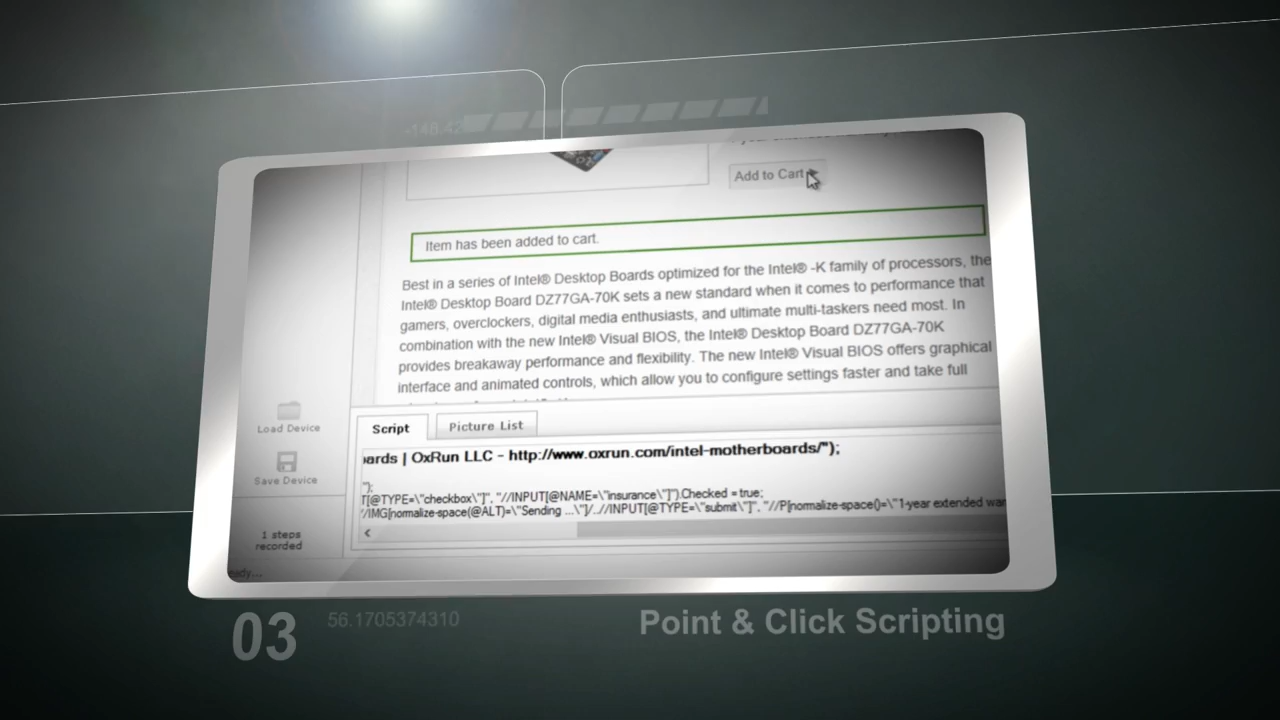 -148.42
Add to Cart
Item has been added to cart.
Best in a series of Intel® Desktop Boards optimized for the Intel® -K family of processors, the
Intel® Desktop Board DZ77GA-70K sets a new standard when it comes to performance that
gamers, overclockers, digital media enthusiasts, and ultimate multi-taskers need most. In
combination with the new Intel® Visual BIOS, the Intel® Desktop Board DZ77GA-70K
provides breakaway performance and flexibility. The new Intel® Visual BIOS offers graphical
interface and animated controls, which allow you to configure settings faster and take full
Load Device
Save Device
1 steps
recorded
Script
Picture List
ards | OxRun LLC - http://www.oxrun.com/intel-motherboards/");
");
T[@TYPE=\"checkbox\"]", "//INPUT[@NAME=\"insurance\"]").Checked = true;
'/IMG[normalize-space(@ALT)=\"Sending ...\"]/..//INPUT[@TYPE=\"submit\"]", "//P[normalize-space()=\"1-year extended war
eady...
03
56.1705374310
Point & Click Scripting